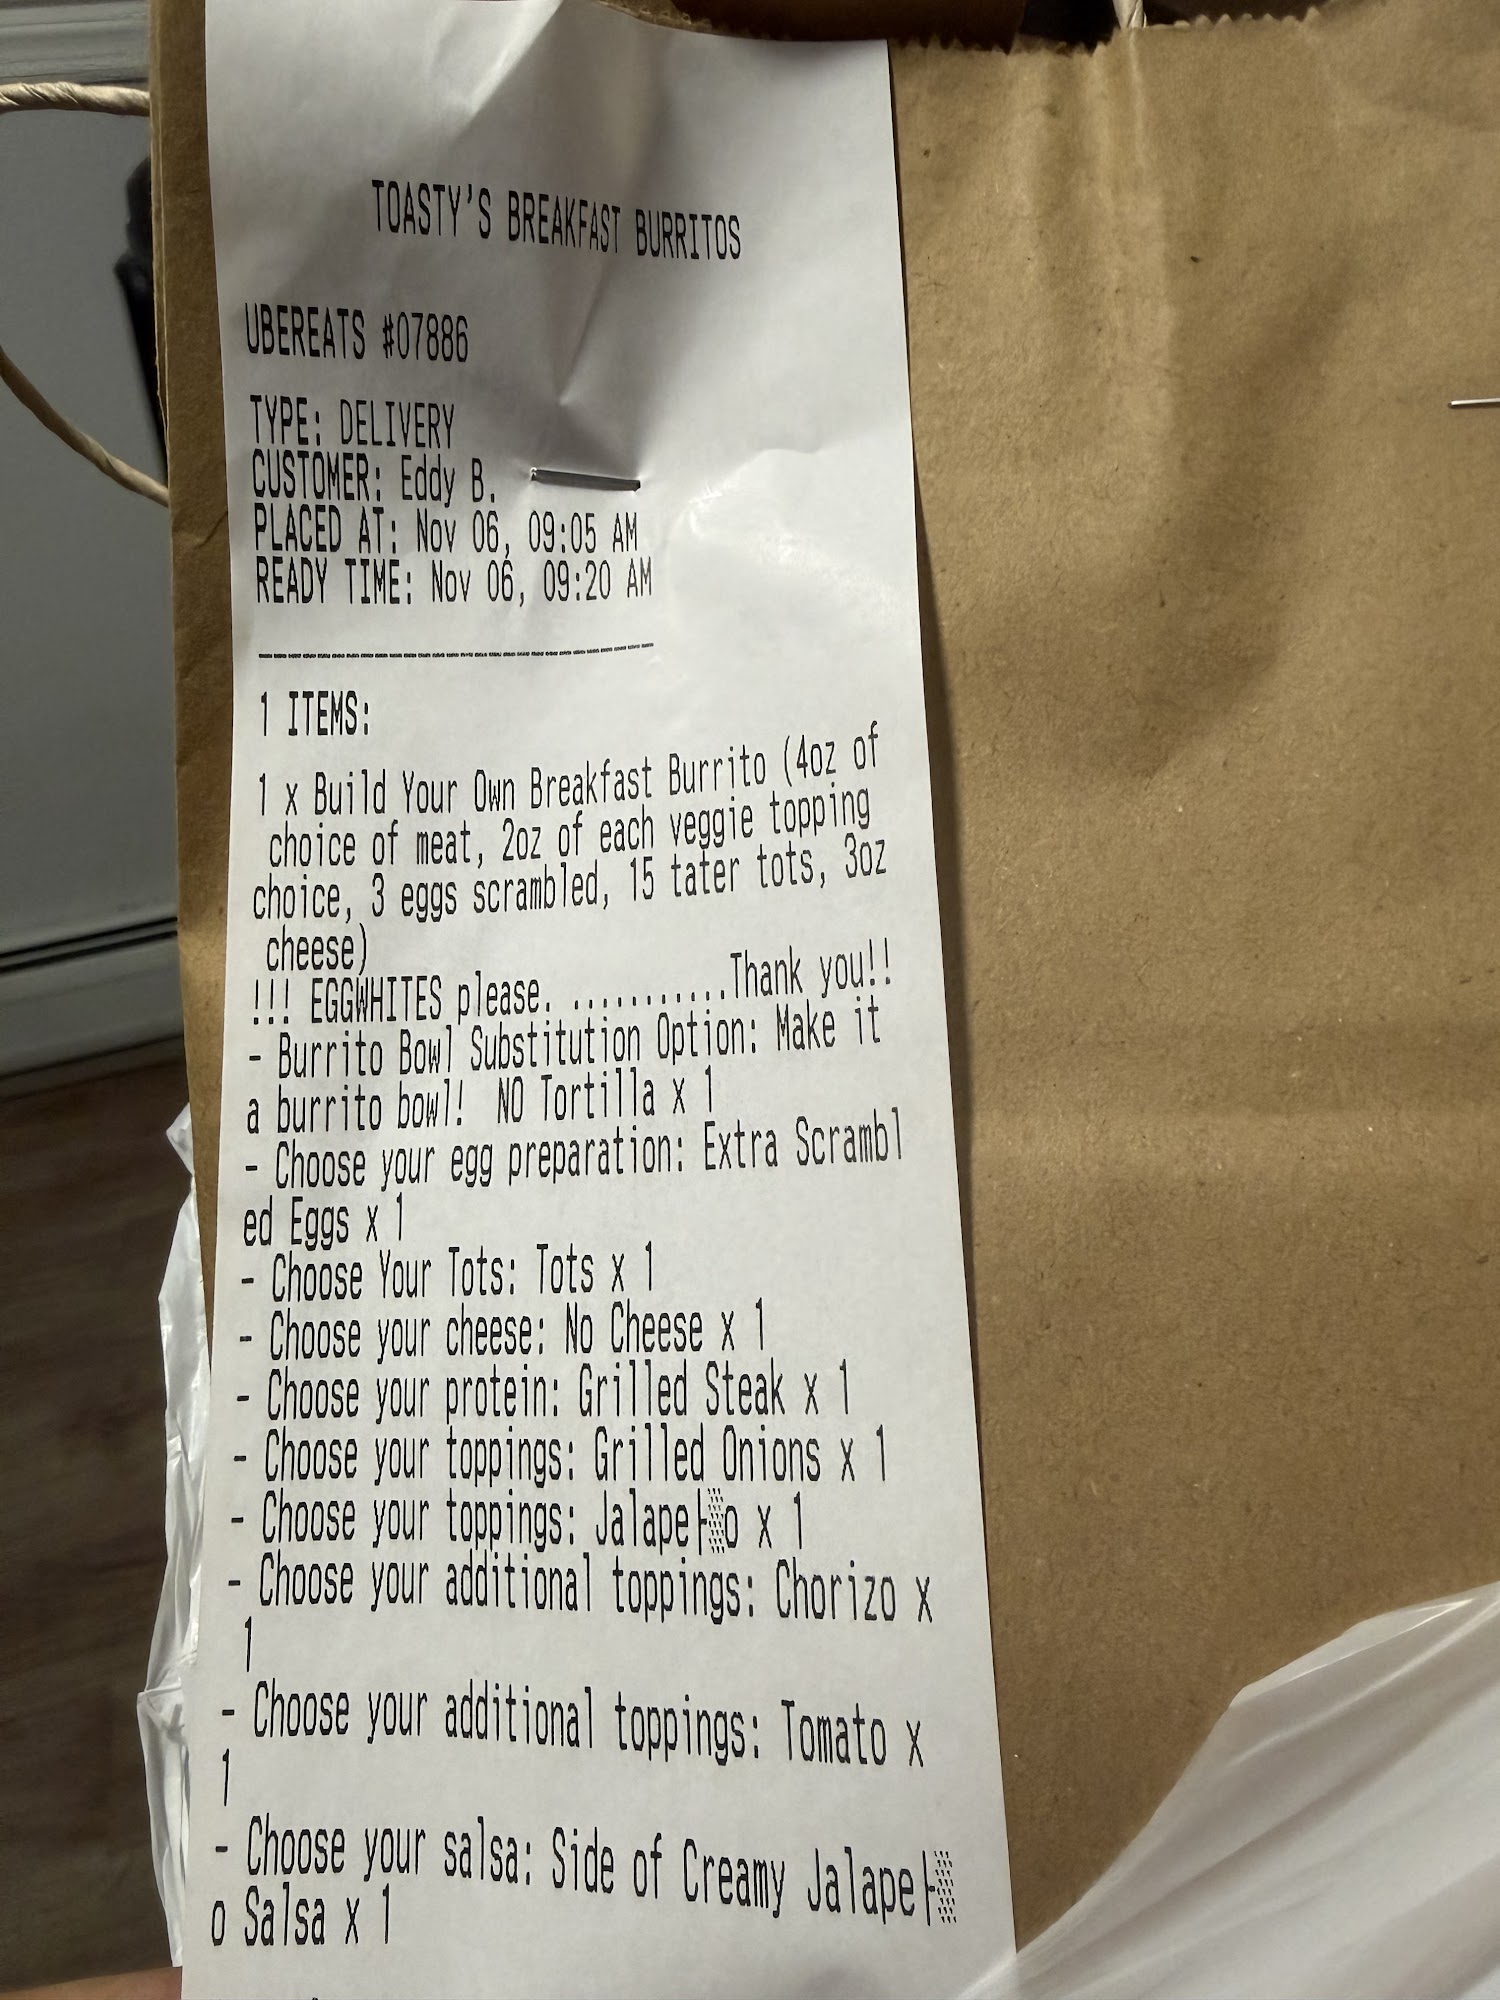 TOASTY'S BREAKFAST BURRITOS
UBEREATS #07886
TYPE: DELIVERY
CUSTOMER: Eddy B.
PLACED AT: Nov 06, 09:05 AM
READY TIME: Nov 06, 09:20 AM
----------------------------
1 ITEMS:
1 x Build Your Own Breakfast Burrito (4oz of
choice of meat, 2oz of each veggie topping
choice, 3 eggs scrambled, 15 tater tots, 3oz
cheese)
!!! EGGWHITES please. ...........Thank you!!
- Burrito Bowl Substitution Option: Make it
a burrito bowl!  NO Tortilla x 1
- Choose your egg preparation: Extra Scrambl
ed Eggs x 1
- Choose Your Tots: Tots x 1
- Choose your cheese: No Cheese x 1
- Choose your protein: Grilled Steak x 1
- Choose your toppings: Grilled Onions x 1
- Choose your toppings: Jalape├▒o x 1
- Choose your additional toppings: Chorizo x
1
- Choose your additional toppings: Tomato x
1
- Choose your salsa: Side of Creamy Jalape├▒
o Salsa x 1